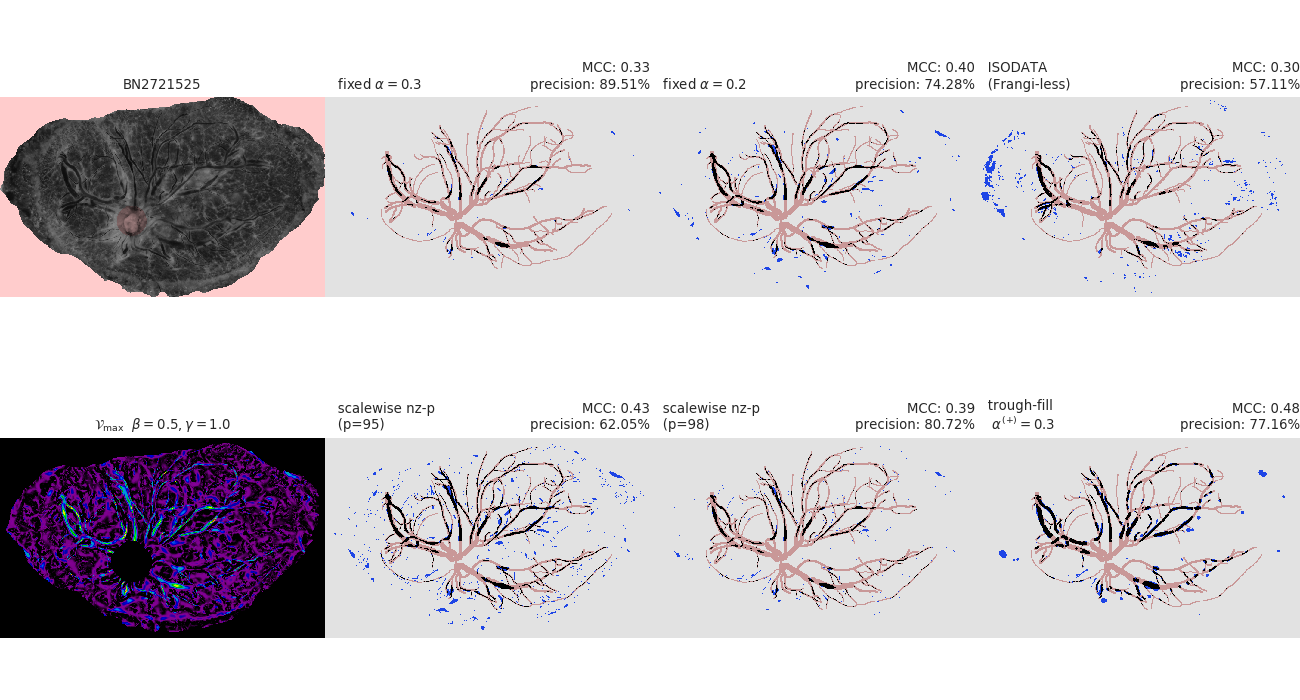 BN2721525
fixed α = 0.3
MCC: 0.33
precision: 89.51%
fixed α = 0.2
MCC: 0.40
precision: 74.28%
ISODATA
(Frangi-less)
MCC: 0.30
precision: 57.11%
𝒱max β = 0.5, γ = 1.0
scalewise nz-p
(p=95)
MCC: 0.43
precision: 62.05%
scalewise nz-p
(p=98)
MCC: 0.39
precision: 80.72%
trough-fill
α(+) = 0.3
MCC: 0.48
precision: 77.16%